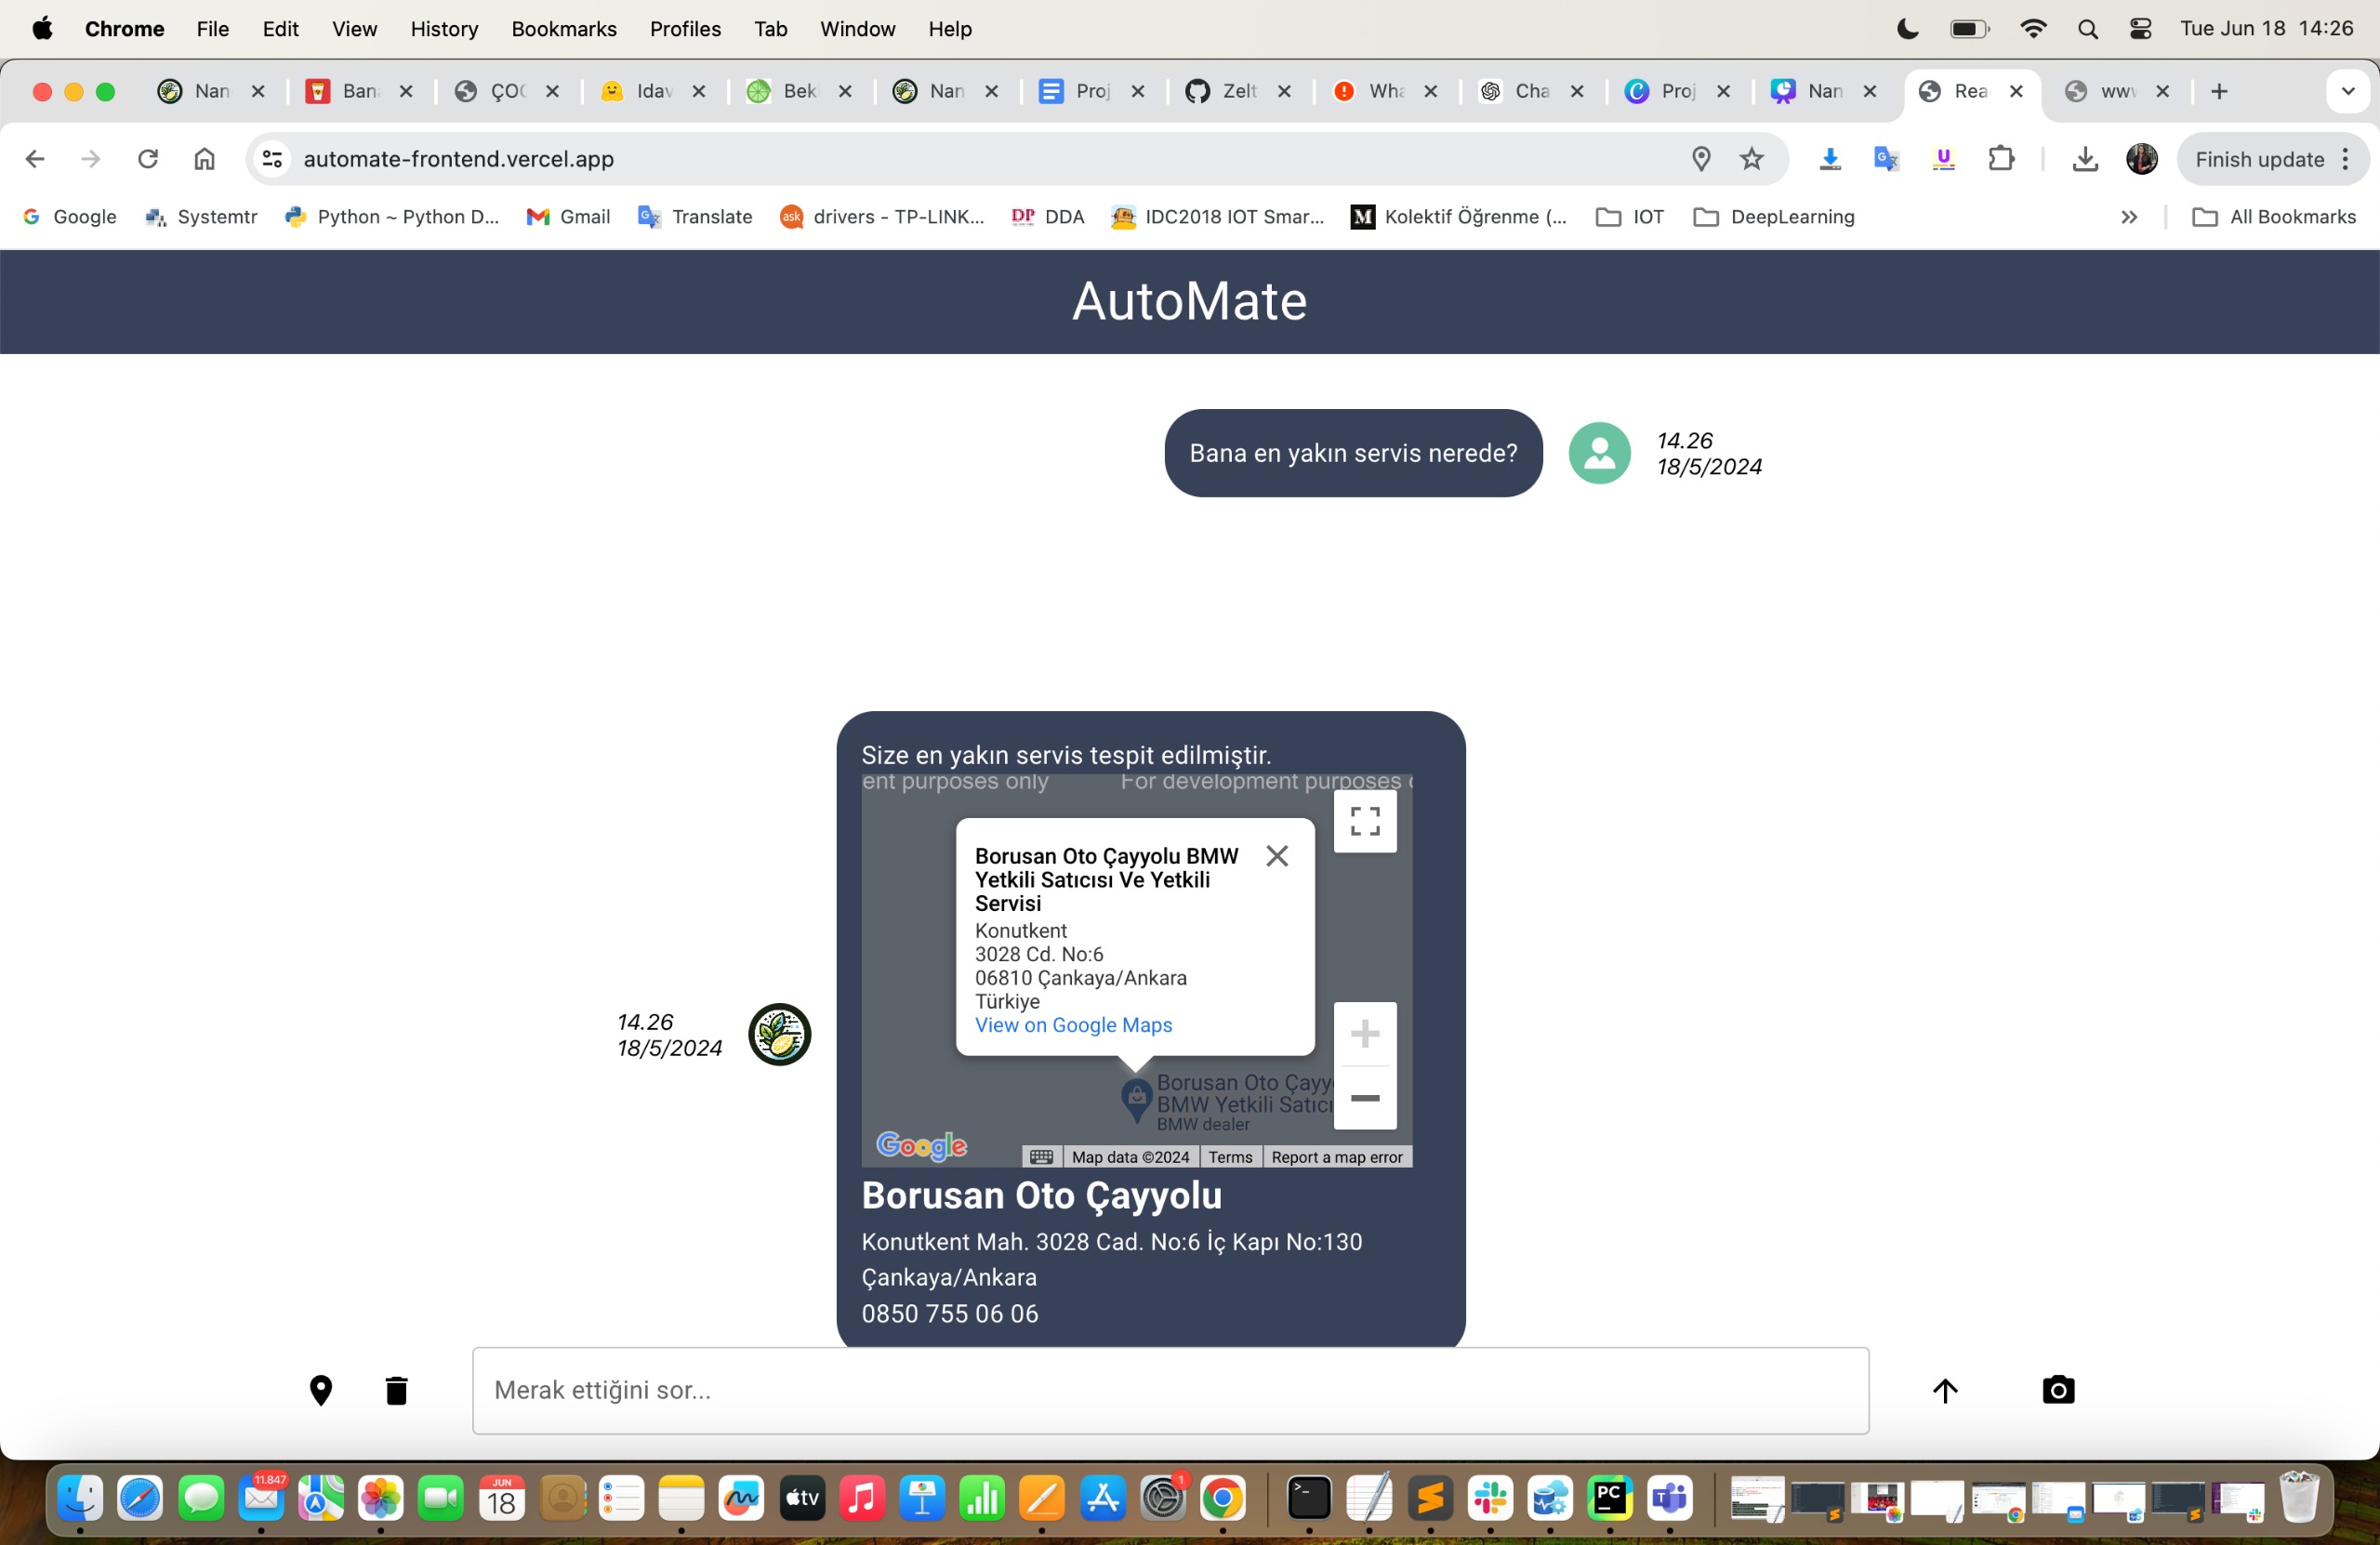 Chrome File Edit View History Bookmarks Profiles Tab Window Help Tue Jun 18 14:26
Nan Ban ÇOC Idav Bek Nan Proj Zelt Wha Cha Proj Nan Rea www
automate-frontend.vercel.app Finish update
Google Systemtr Python ~ Python D... Gmail Translate ask drivers - TP-LINK... DP DDA IDC2018 IOT Smar... M Kolektif Öğrenme (... IOT DeepLearning » All Bookmarks
AutoMate
Bana en yakın servis nerede?
14.26
18/5/2024
Size en yakın servis tespit edilmiştir.
ent purposes only For development purposes
Borusan Oto Çayyolu BMW
Yetkili Satıcısı Ve Yetkili
Servisi
Konutkent
3028 Cd. No:6
06810 Çankaya/Ankara
Türkiye
View on Google Maps
14.26
18/5/2024
Borusan Oto Çayy
BMW Yetkili Satıcı
BMW dealer
Google
Map data ©2024 Terms Report a map error
Borusan Oto Çayyolu
Konutkent Mah. 3028 Cad. No:6 İç Kapı No:130
Çankaya/Ankara
0850 755 06 06
Merak ettiğini sor...
11.847 JUN 18 tv 1 PC